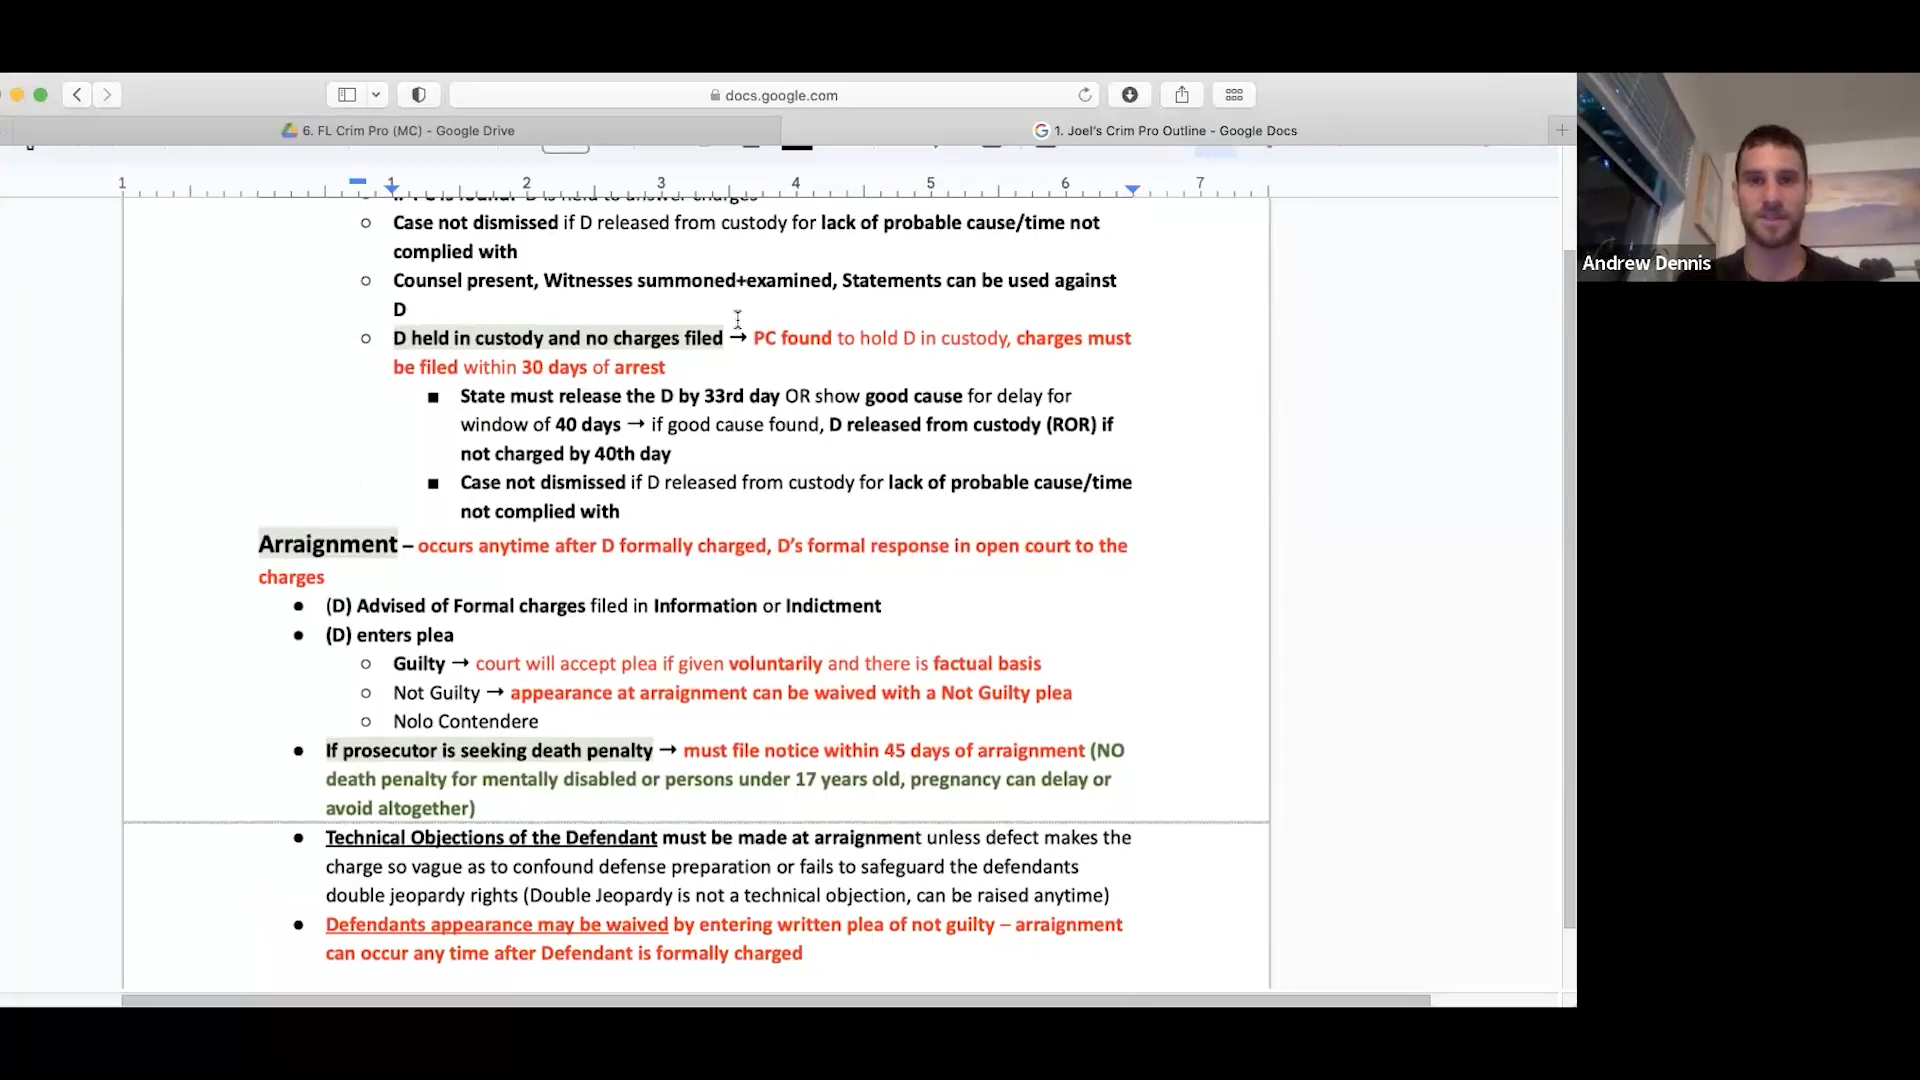 docs.google.com
6. FL Crim Pro (MC) - Google Drive
1. Joel's Crim Pro Outline - Google Docs
1 1 2 3 4 5 6 7
Case not dismissed if D released from custody for lack of probable cause/time not
complied with
Counsel present, Witnesses summoned+examined, Statements can be used against
D
D held in custody and no charges filed → PC found to hold D in custody, charges must
be filed within 30 days of arrest
State must release the D by 33rd day OR show good cause for delay for
window of 40 days → if good cause found, D released from custody (ROR) if
not charged by 40th day
Case not dismissed if D released from custody for lack of probable cause/time
not complied with
Arraignment – occurs anytime after D formally charged, D's formal response in open court to the
charges
(D) Advised of Formal charges filed in Information or Indictment
(D) enters plea
Guilty → court will accept plea if given voluntarily and there is factual basis
Not Guilty → appearance at arraignment can be waived with a Not Guilty plea
Nolo Contendere
If prosecutor is seeking death penalty → must file notice within 45 days of arraignment (NO
death penalty for mentally disabled or persons under 17 years old, pregnancy can delay or
avoid altogether)
Technical Objections of the Defendant must be made at arraignment unless defect makes the
charge so vague as to confound defense preparation or fails to safeguard the defendants
double jeopardy rights (Double Jeopardy is not a technical objection, can be raised anytime)
Defendants appearance may be waived by entering written plea of not guilty – arraignment
can occur any time after Defendant is formally charged
Andrew Dennis